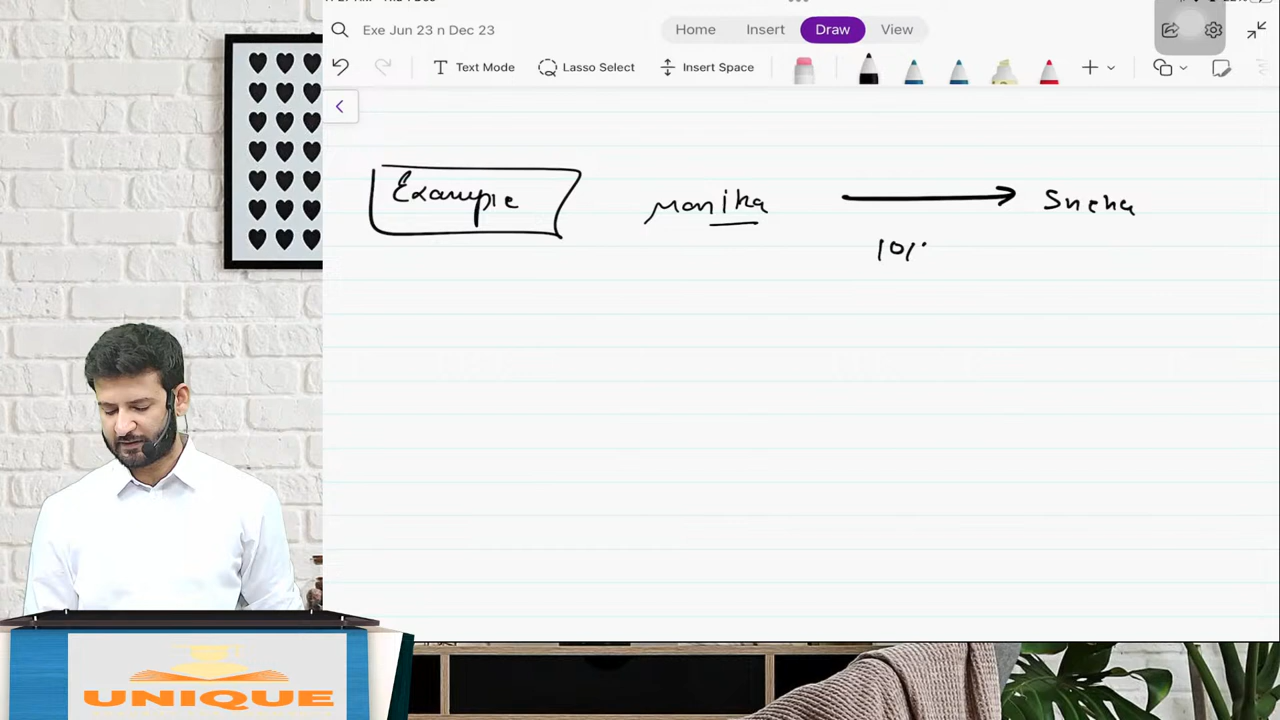 Exe Jun 23 n Dec 23
Home Insert Draw View
Text Mode Lasso Select Insert Space
Example Monika Sneha
10%
UNIQUE